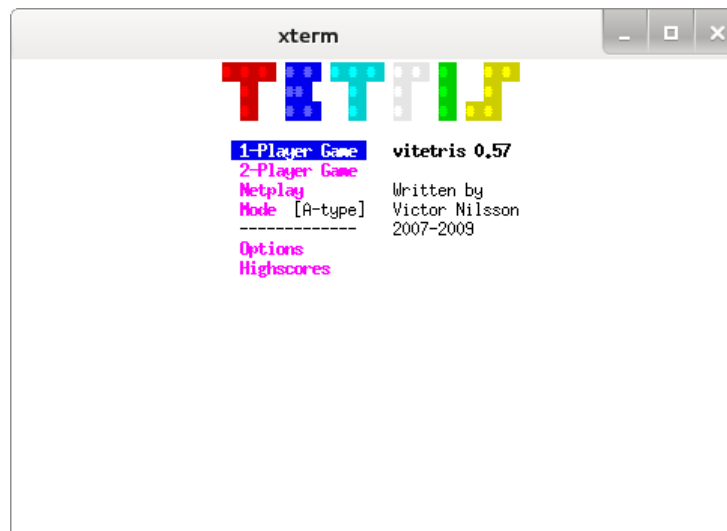 xterm
TETRIS
1-Player Game vitetris 0.57
2-Player Game
Netplay Written by
Mode [A-type] Victor Nilsson
------------- 2007-2009
Options
Highscores